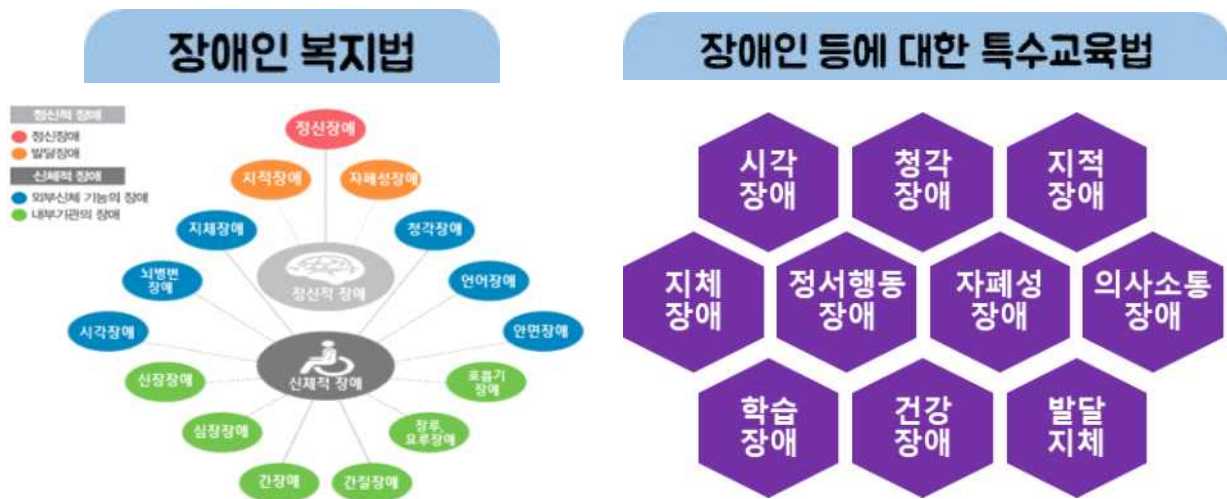 장애인 복지법
정신적 장애
정신장애
발달장애
신체적 장애
외부신체 기능의 장애
내부기관의 장애
정신장애
지적장애
자폐성장애
지체장애
청각장애
뇌병변
장애
정신적 장애
언어장애
시각장애
안면장애
신체적 장애
신장장애
호흡기
장애
심장장애
장루,
요루장애
간장애
간질장애
장애인 등에 대한 특수교육법
시각
장애
청각
장애
지적
장애
지체
장애
정서행동
장애
자폐성
장애
의사소통
장애
학습
장애
건강
장애
발달
지체